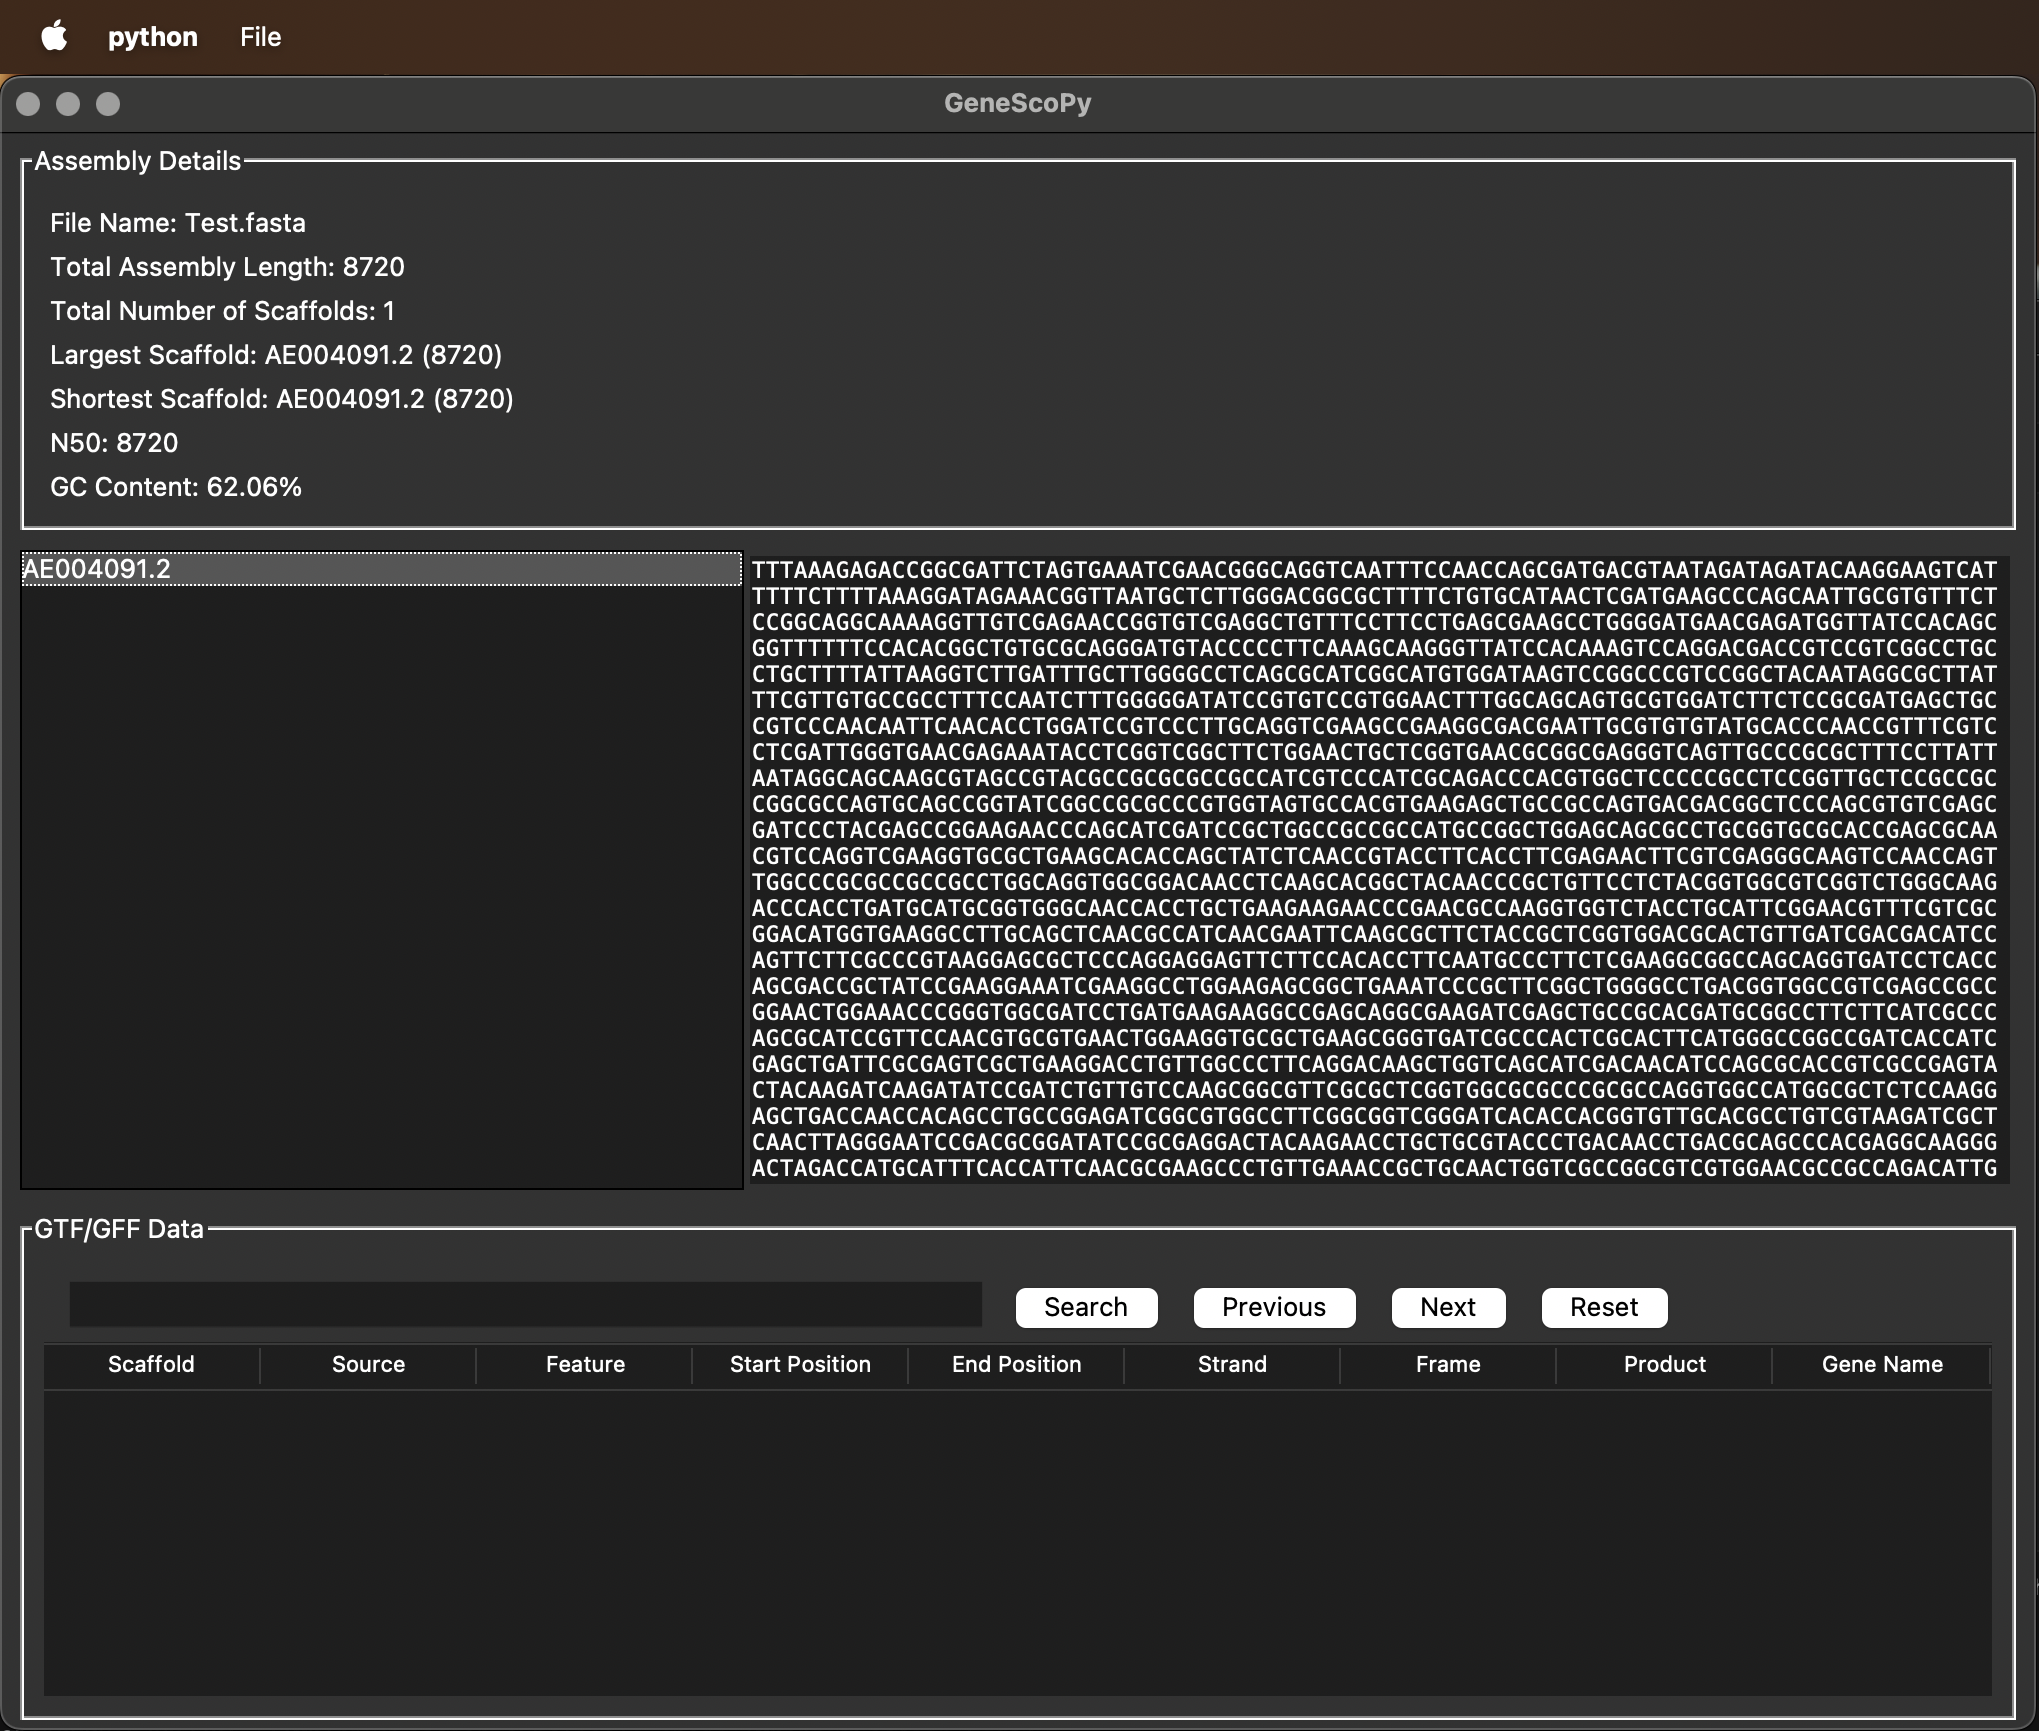 python File
GeneScoPy
Assembly Details
File Name: Test.fasta
Total Assembly Length: 8720
Total Number of Scaffolds: 1
Largest Scaffold: AE004091.2 (8720)
Shortest Scaffold: AE004091.2 (8720)
N50: 8720
GC Content: 62.06%
AE004091.2
TTTAAAGAGACCGGCGATTCTAGTGAAATCGAACGGGCAGGTCAATTTCCAACCAGCGATGACGTAATAGATAGATACAAGGAAGTCAT
TTTTCTTTTAAAGGATAGAAACGGTTAATGCTCTTGGGACGGCGCTTTTCTGTGCATAACTCGATGAAGCCCAGCAATTGCGTGTTTCT
CCGGCAGGCAAAAGGTTGTCGAGAACCGGTGTCGAGGCTGTTTCCTTCCTGAGCGAAGCCTGGGGATGAACGAGATGGTTATCCACAGC
GGTTTTTTCCACACGGCTGTGCGCAGGGATGTACCCCCTTCAAAGCAAGGGTTATCCACAAAGTCCAGGACGACCGTCCGTCGGCCTGC
CTGCTTTTATTAAGGTCTTGATTTGCTTGGGGCCTCAGCGCATCGGCATGTGGATAAGTCCGGCCCGTCCGGCTACAATAGGCGCTTAT
TTCGTTGTGCCGCCTTTCCAATCTTTGGGGGATATCCGTGTCCGTGGAACTTTGGCAGCAGTGCGTGGATCTTCTCCGCGATGAGCTGC
CGTCCCAACAATTCAACACCTGGATCCGTCCCTTGCAGGTCGAAGCCGAAGGCGACGAATTGCGTGTGTATGCACCCAACCGTTTCGTC
CTCGATTGGGTGAACGAGAAATACCTCGGTCGGCTTCTGGAACTGCTCGGTGAACGCGGCGAGGGTCAGTTGCCCGCGCTTTCCTTATT
AATAGGCAGCAAGCGTAGCCGTACGCCGCGCGCCGCCATCGTCCCATCGCAGACCCACGTGGCTCCCCCGCCTCCGGTTGCTCCGCCGC
CGGCGCCAGTGCAGCCGGTATCGGCCGCGCCCGTGGTAGTGCCACGTGAAGAGCTGCCGCCAGTGACGACGGCTCCCAGCGTGTCGAGC
GATCCCTACGAGCCGGAAGAACCCAGCATCGATCCGCTGGCCGCCGCCATGCCGGCTGGAGCAGCGCCTGCGGTGCGCACCGAGCGCAA
CGTCCAGGTCGAAGGTGCGCTGAAGCACACCAGCTATCTCAACCGTACCTTCACCTTCGAGAACTTCGTCGAGGGCAAGTCCAACCAGT
TGGCCCGCGCCGCCGCCTGGCAGGTGGCGGACAACCTCAAGCACGGCTACAACCCGCTGTTCCTCTACGGTGGCGTCGGTCTGGGCAAG
ACCCACCTGATGCATGCGGTGGGCAACCACCTGCTGAAGAAGAACCCGAACGCCAAGGTGGTCTACCTGCATTCGGAACGTTTCGTCGC
GGACATGGTGAAGGCCTTGCAGCTCAACGCCATCAACGAATTCAAGCGCTTCTACCGCTCGGTGGACGCACTGTTGATCGACGACATCC
AGTTCTTCGCCCGTAAGGAGCGCTCCCAGGAGGAGTTCTTCCACACCTTCAATGCCCTTCTCGAAGGCGGCCAGCAGGTGATCCTCACC
AGCGACCGCTATCCGAAGGAAATCGAAGGCCTGGAAGAGCGGCTGAAATCCCGCTTCGGCTGGGGCCTGACGGTGGCCGTCGAGCCGCC
GGAACTGGAAACCCGGGTGGCGATCCTGATGAAGAAGGCCGAGCAGGCGAAGATCGAGCTGCCGCACGATGCGGCCTTCTTCATCGCCC
AGCGCATCCGTTCCAACGTGCGTGAACTGGAAGGTGCGCTGAAGCGGGTGATCGCCCACTCGCACTTCATGGGCCGGCCGATCACCATC
GAGCTGATTCGCGAGTCGCTGAAGGACCTGTTGGCCCTTCAGGACAAGCTGGTCAGCATCGACAACATCCAGCGCACCGTCGCCGAGTA
CTACAAGATCAAGATATCCGATCTGTTGTCCAAGCGGCGTTCGCGCTCGGTGGCGCGCCCGCGCCAGGTGGCCATGGCGCTCTCCAAGG
AGCTGACCAACCACAGCCTGCCGGAGATCGGCGTGGCCTTCGGCGGTCGGGATCACACCACGGTGTTGCACGCCTGTCGTAAGATCGCT
CAACTTAGGGAATCCGACGCGGATATCCGCGAGGACTACAAGAACCTGCTGCGTACCCTGACAACCTGACGCAGCCCACGAGGCAAGGG
ACTAGACCATGCATTTCACCATTCAACGCGAAGCCCTGTTGAAACCGCTGCAACTGGTCGCCGGCGTCGTGGAACGCCGCCAGACATTG
GTF/GFF Data
Search Previous Next Reset
Scaffold Source Feature Start Position End Position Strand Frame Product Gene Name